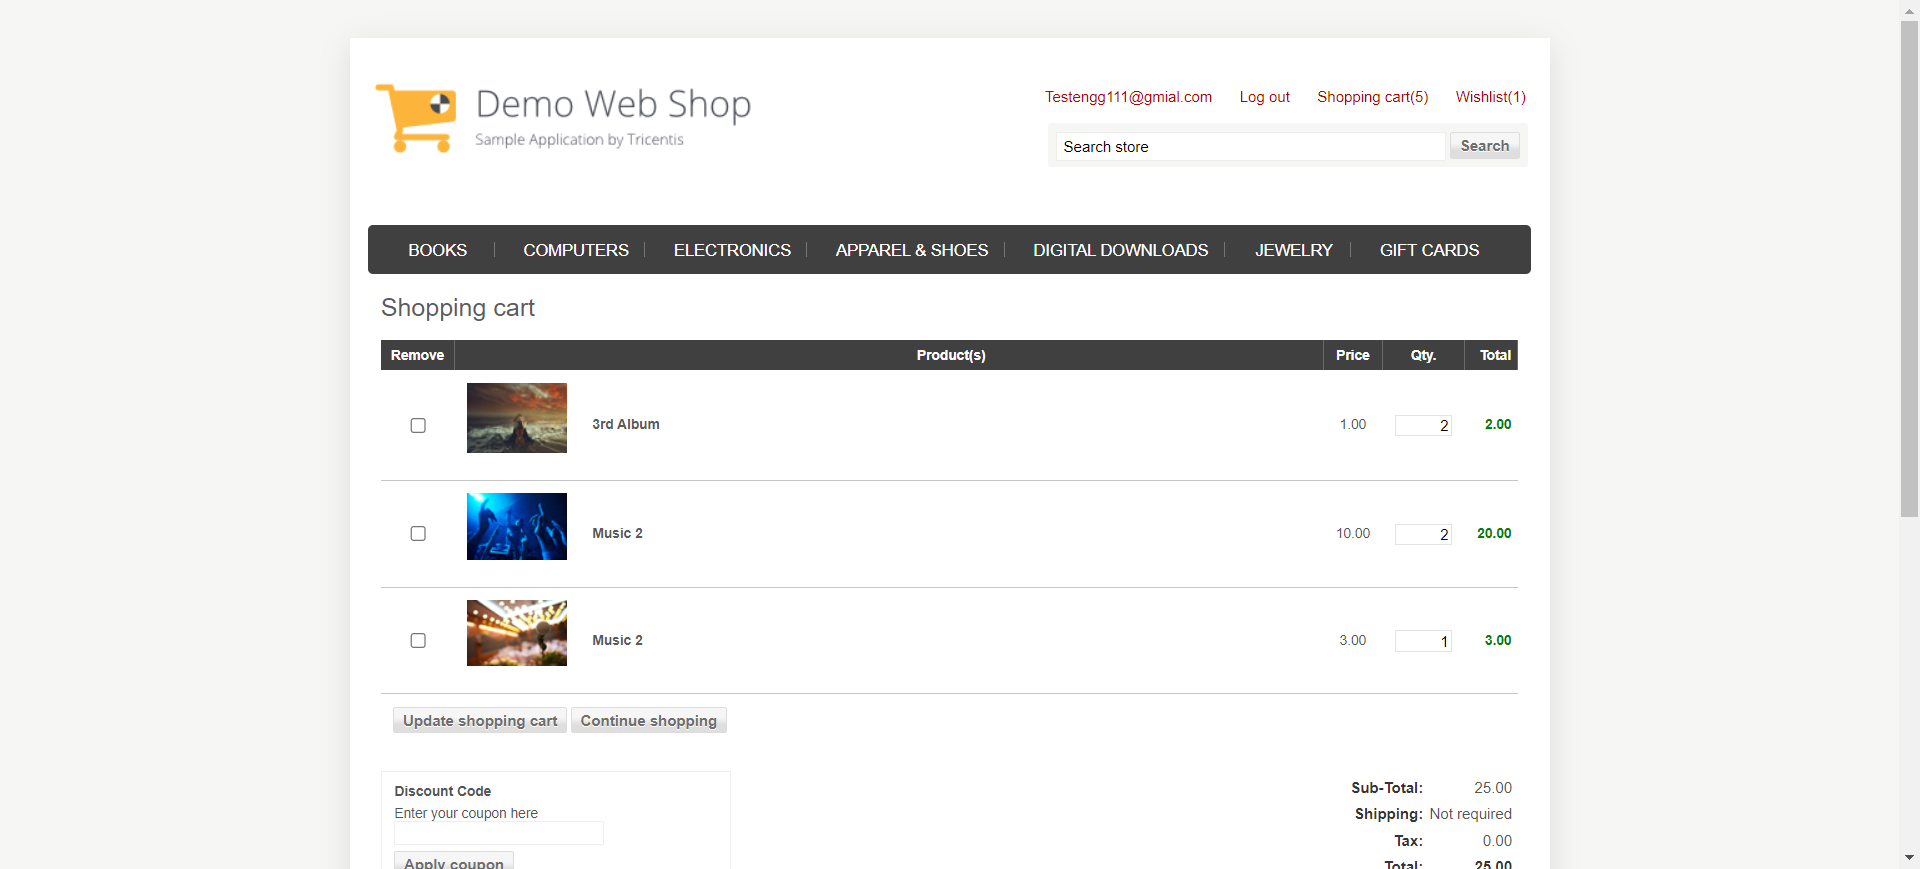 Demo Web Shop
Sample Application by Tricentis
Testengg111@gmial.com Log out Shopping cart(5) Wishlist(1)
Search store Search
BOOKS COMPUTERS ELECTRONICS APPAREL & SHOES DIGITAL DOWNLOADS JEWELRY GIFT CARDS
Shopping cart
Remove Product(s) Price Qty. Total
3rd Album 1.00 2 2.00
Music 2 10.00 2 20.00
Music 2 3.00 1 3.00
Update shopping cart Continue shopping
Discount Code
Enter your coupon here
Apply coupon
Sub-Total: 25.00
Shipping: Not required
Tax: 0.00
Total: 25.00